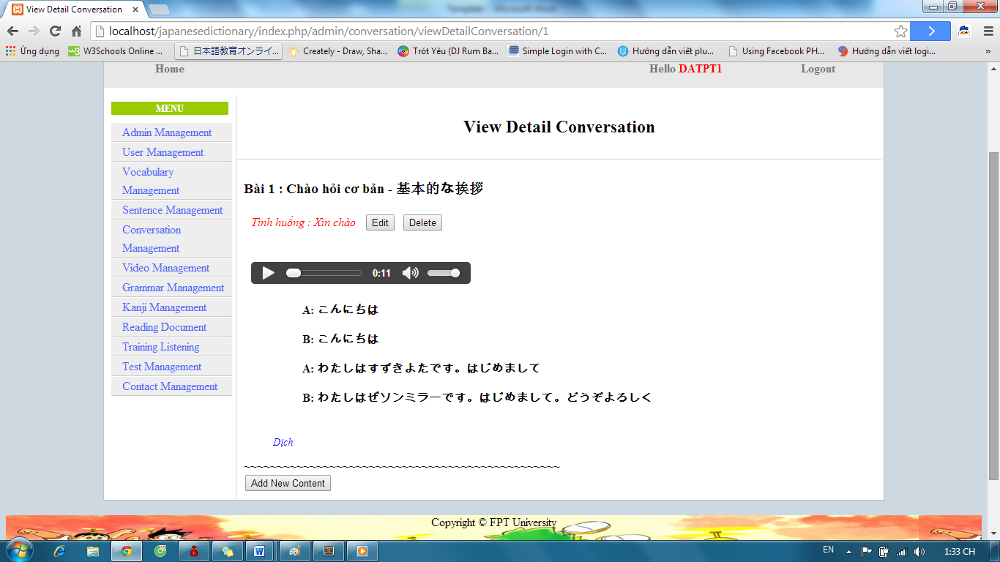 View Detail Conversation
localhost/japanesedictionary/index.php/admin/conversation/viewDetailConversation/1
Ứng dụng W3Schools Online ... 日本語教育オンライ... Creately - Draw, Sha... Trót Yêu (DJ Rum Ba... Simple Login with C... Hướng dẫn viết plu... Using Facebook PH... Hướng dẫn viết logi... »
Home Hello DATPT1 Logout
MENU
Admin Management
User Management
Vocabulary
Management
Sentence Management
Conversation
Management
Video Management
Grammar Management
Kanji Management
Reading Document
Training Listening
Test Management
Contact Management
View Detail Conversation
Bài 1 : Chào hỏi cơ bản - 基本的な挨拶
Tình huống : Xin chào Edit Delete
0:11
A: こんにちは
B: こんにちは
A: わたしはすずきよたです。はじめまして
B: わたしはぜソンミラーです。はじめまして。どうぞよろしく
Dịch
~~~~~~~~~~~~~~~~~~~~~~~~~~~~~~~~~~~~~~~~~~~~~~~~
Add New Content
Copyright © FPT University
EN 1:33 CH